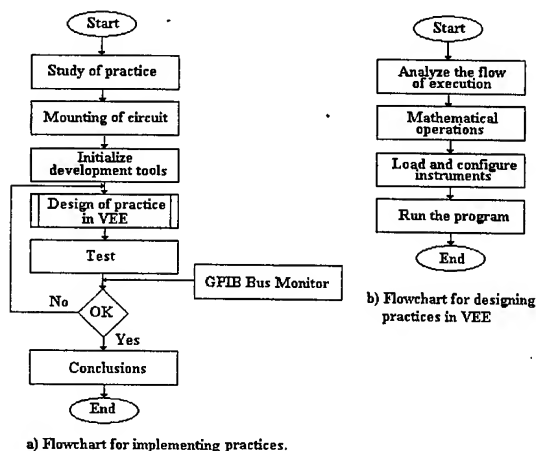 Start
Study of practice
Mounting of circuit
Initialize
development tools
Design of practice
in VEE
Test
GPIB Bus Monitor
No
OK
Yes
Conclusions
End
a) Flowchart for implementing practices.
Start
Analyze the flow
of execution
Mathematical
operations
Load and configure
instruments
Run the program
End
b) Flowchart for designing
practices in VEE